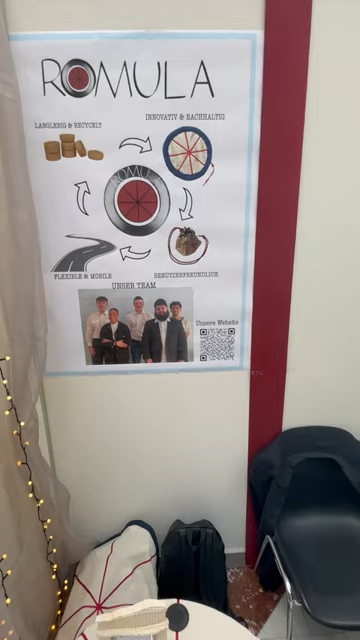 ROMULA
INNOVATIV & NACHHALTIG
LANGLEBIG & RECYCELT
FLEXIBLE & MOBILE
BENUTZERFREUNDLICH
UNSER TEAM
Unsere Website